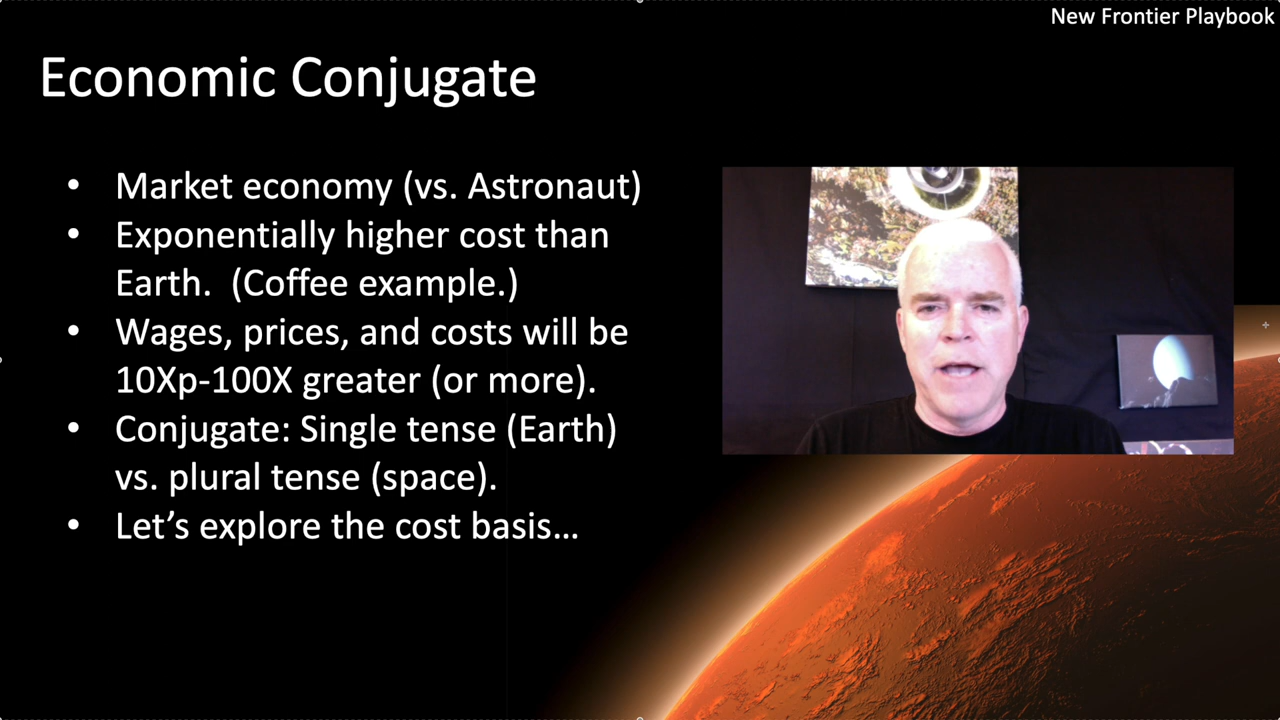 New Frontier Playbook
Economic Conjugate
• Market economy (vs. Astronaut)
• Exponentially higher cost than
Earth.  (Coffee example.)
• Wages, prices, and costs will be
10Xp-100X greater (or more).
• Conjugate: Single tense (Earth)
vs. plural tense (space).
• Let’s explore the cost basis…